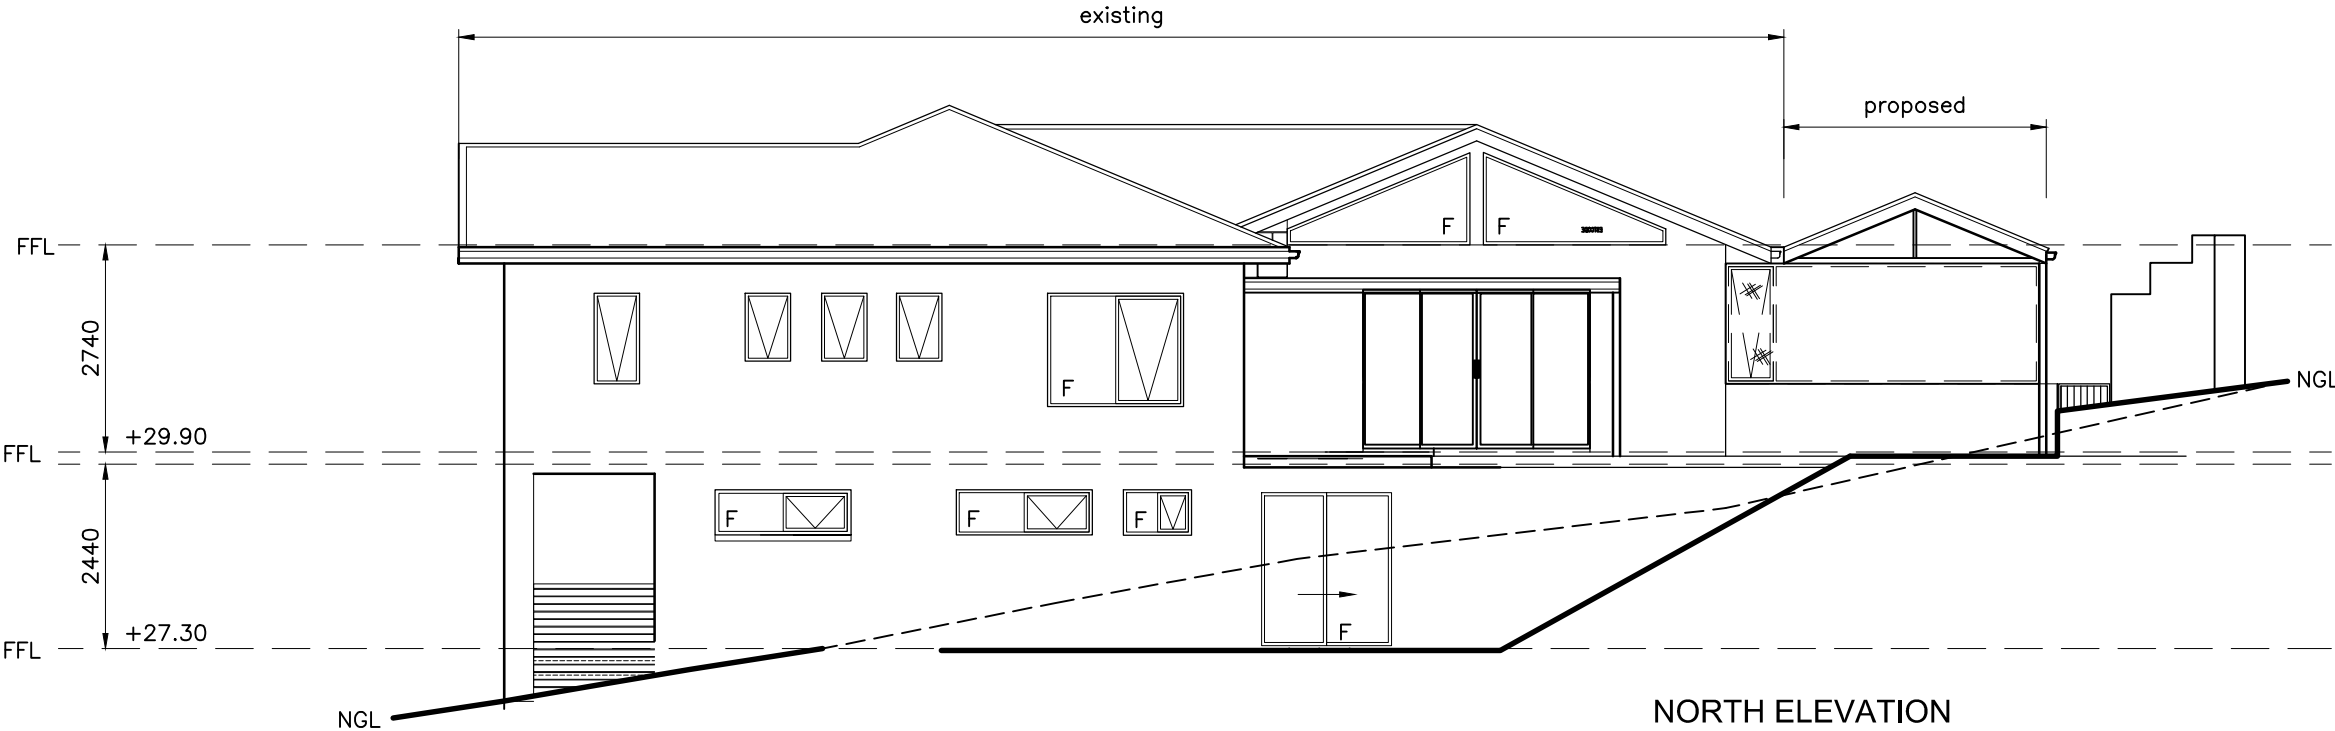 existing
proposed
FFL
F F
2740
F
NGL
+29.90
FFL
F F F
2440
F
+27.30
FFL
NGL
NORTH ELEVATION